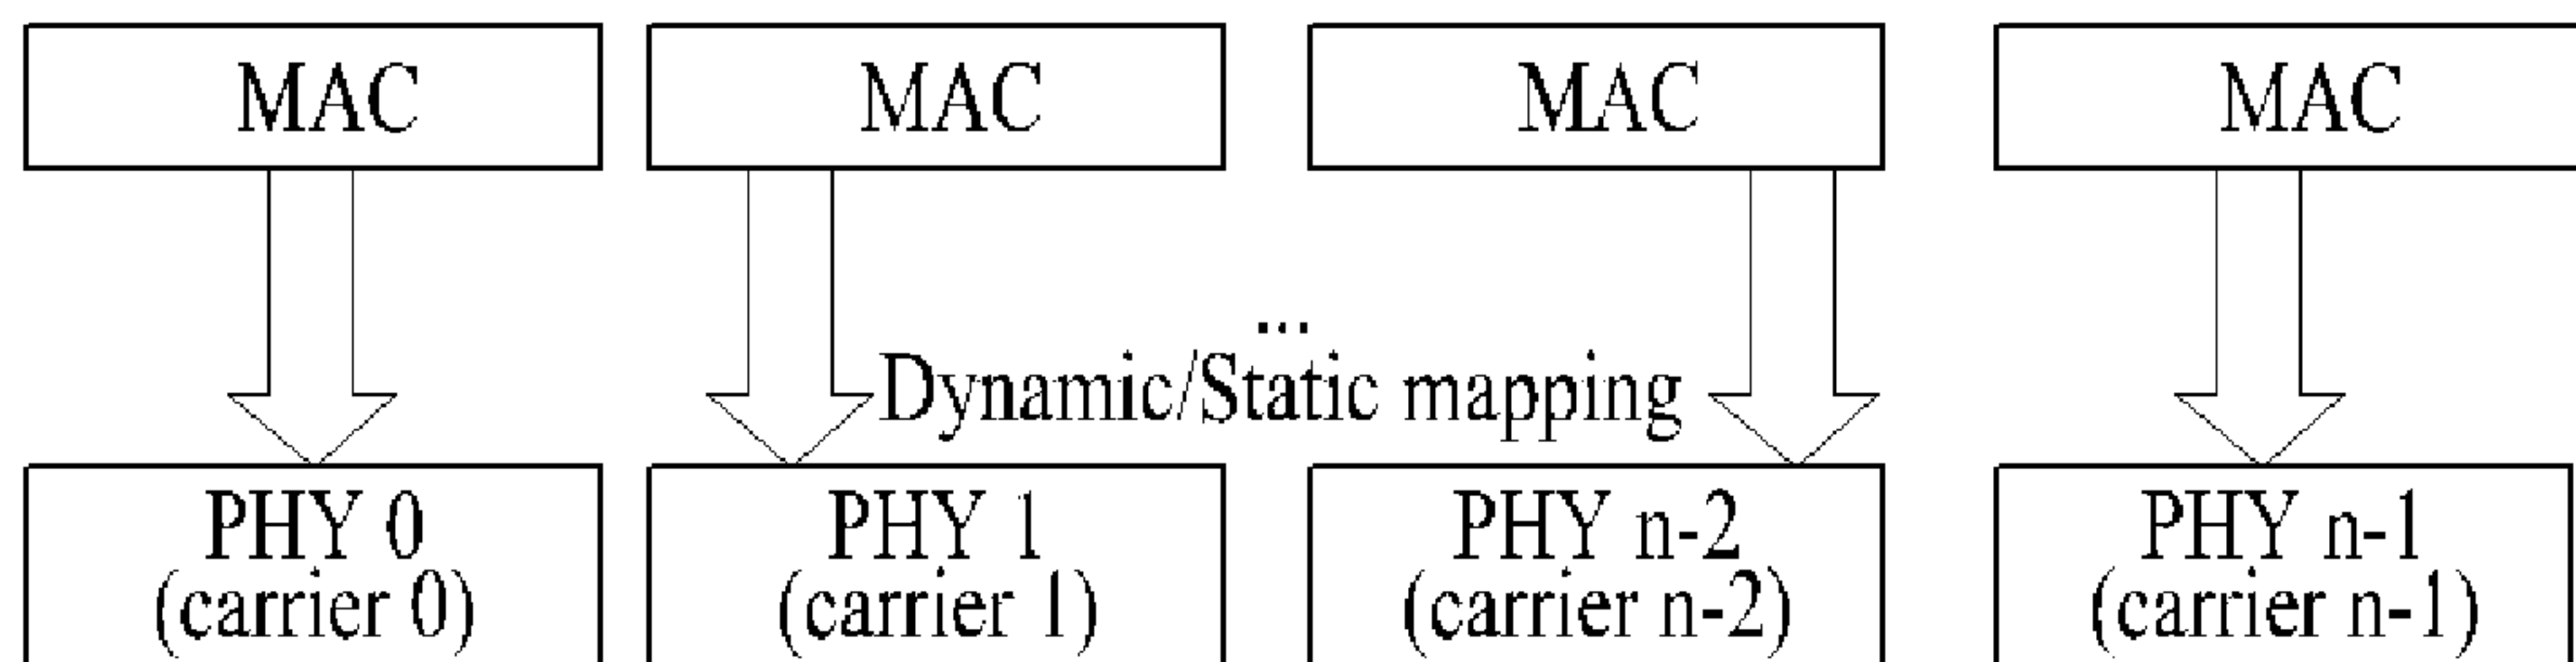 MAC
MAC
MAC
MAC
...
Dynamic/Static mapping
PHY 0
(carrier 0)
PHY 1
(carrier 1)
PHY n-2
(carrier n-2)
PHY n-1
(carrier n-1)